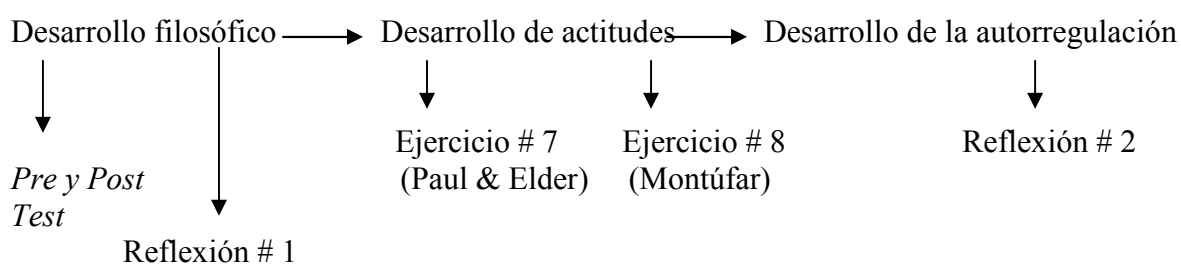 Desarrollo filosófico Desarrollo de actitudes Desarrollo de la autorregulación
Ejercicio # 7 Ejercicio # 8 Reflexión # 2
(Paul & Elder) (Montúfar)
Pre y Post
Test
Reflexión # 1